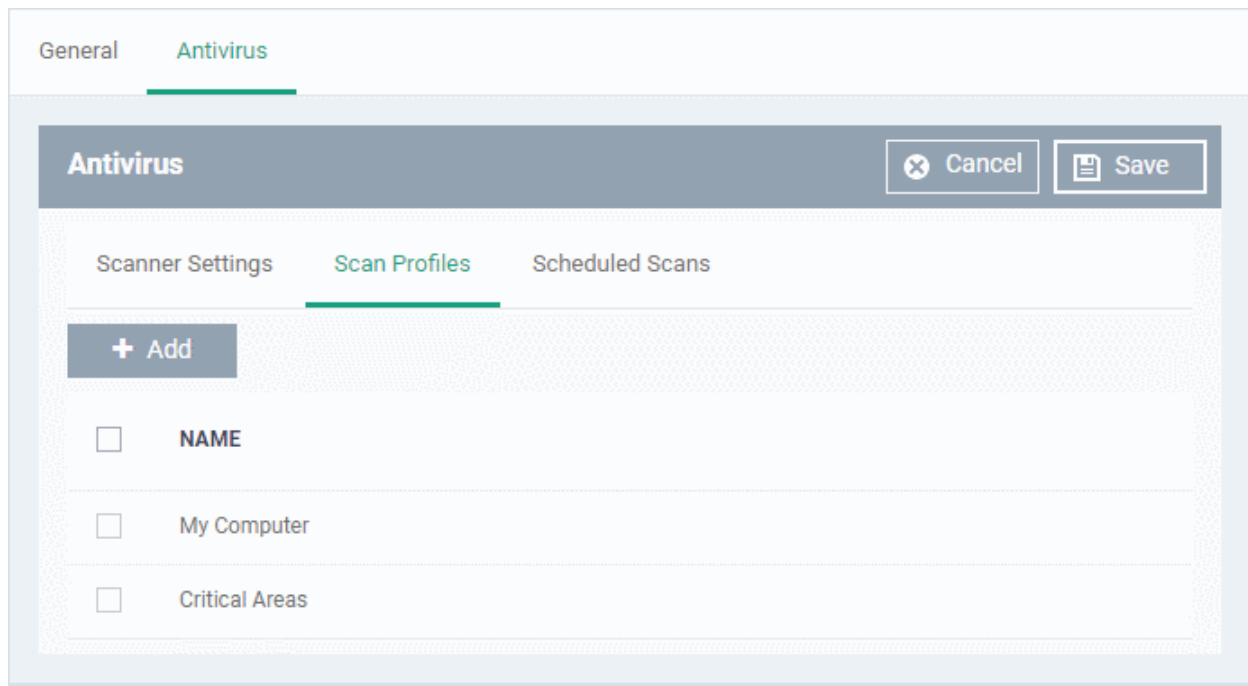 General Antivirus
Antivirus Cancel Save
Scanner Settings Scan Profiles Scheduled Scans
+ Add
NAME
My Computer
Critical Areas